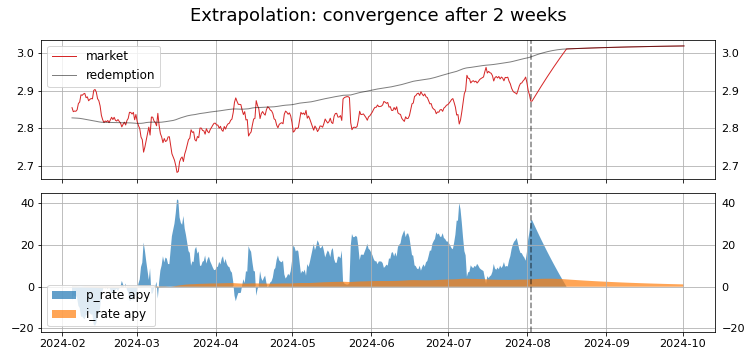 Extrapolation: convergence after 2 weeks
3.0 3.0
market
redemption
2.9 2.9
2.8 2.8
2.7 2.7
40 40
20 20
0 0
p_rate apy
i_rate apy
−20 −20
2024-02 2024-03 2024-04 2024-05 2024-06 2024-07 2024-08 2024-09 2024-10